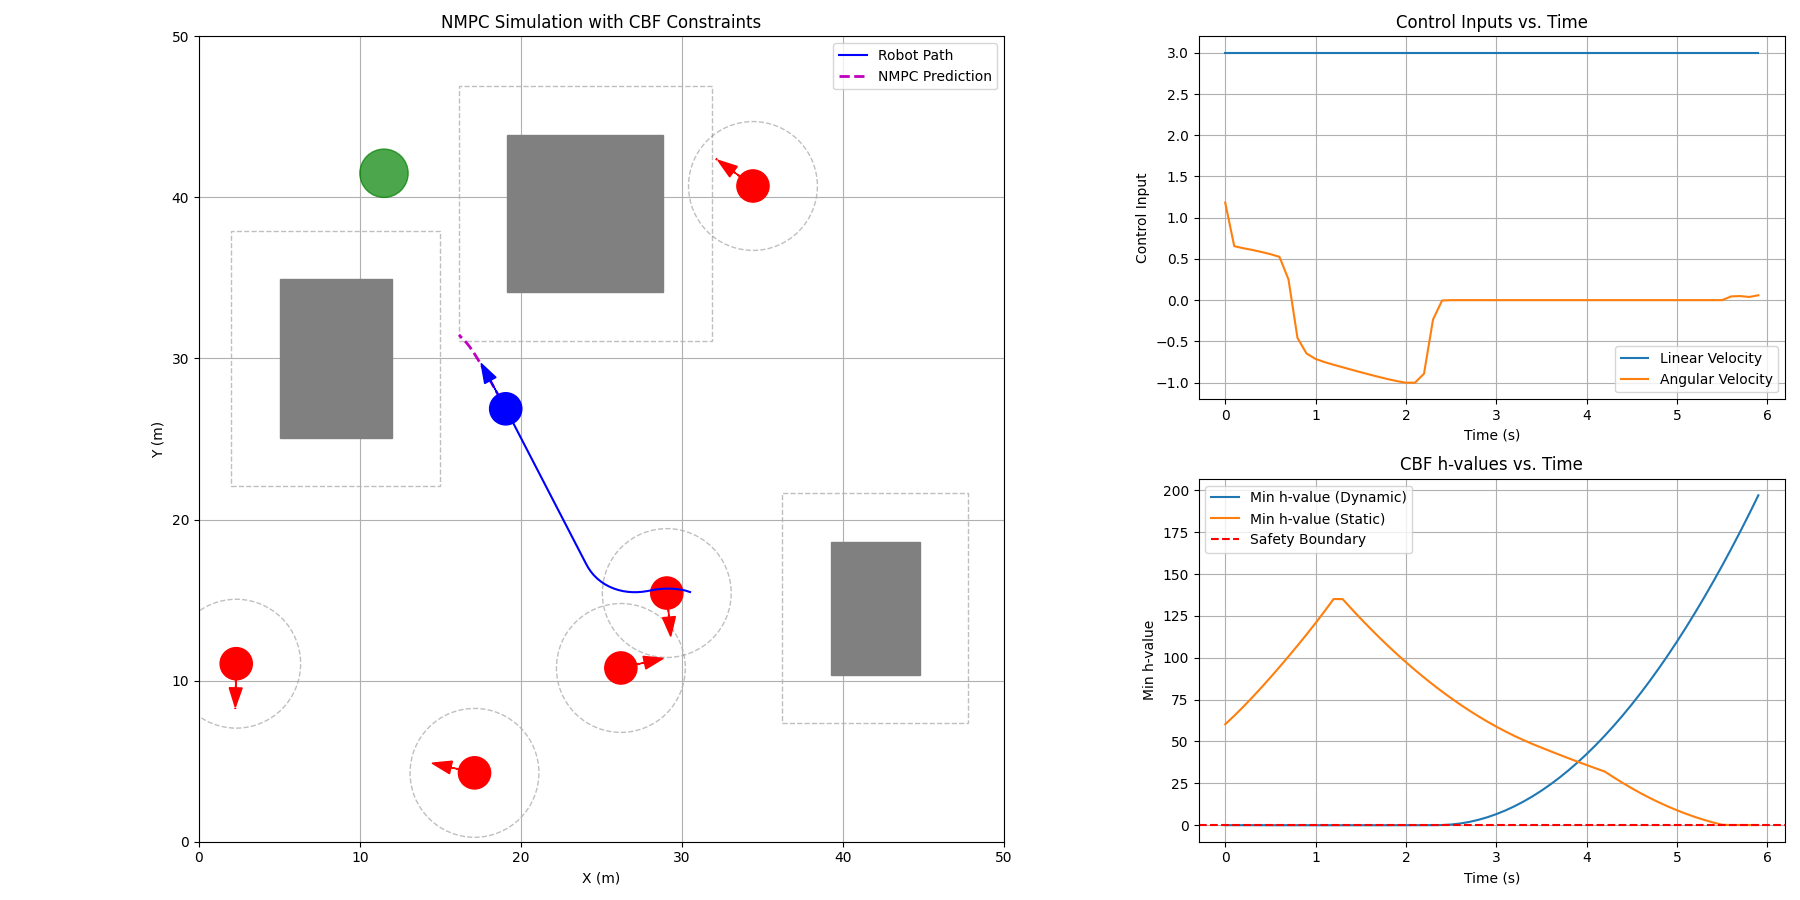 NMPC Simulation with CBF Constraints
50
40
30
20
10
0
Y (m)
0 10 20 30 40 50
X (m)
Robot Path
NMPC Prediction
Control Inputs vs. Time
3.0
2.5
2.0
1.5
1.0
0.5
0.0
−0.5
−1.0
Control Input
Linear Velocity
Angular Velocity
0 1 2 3 4 5 6
Time (s)
CBF h-values vs. Time
200
175
150
125
100
75
50
25
0
Min h-value
Min h-value (Dynamic)
Min h-value (Static)
Safety Boundary
0 1 2 3 4 5 6
Time (s)